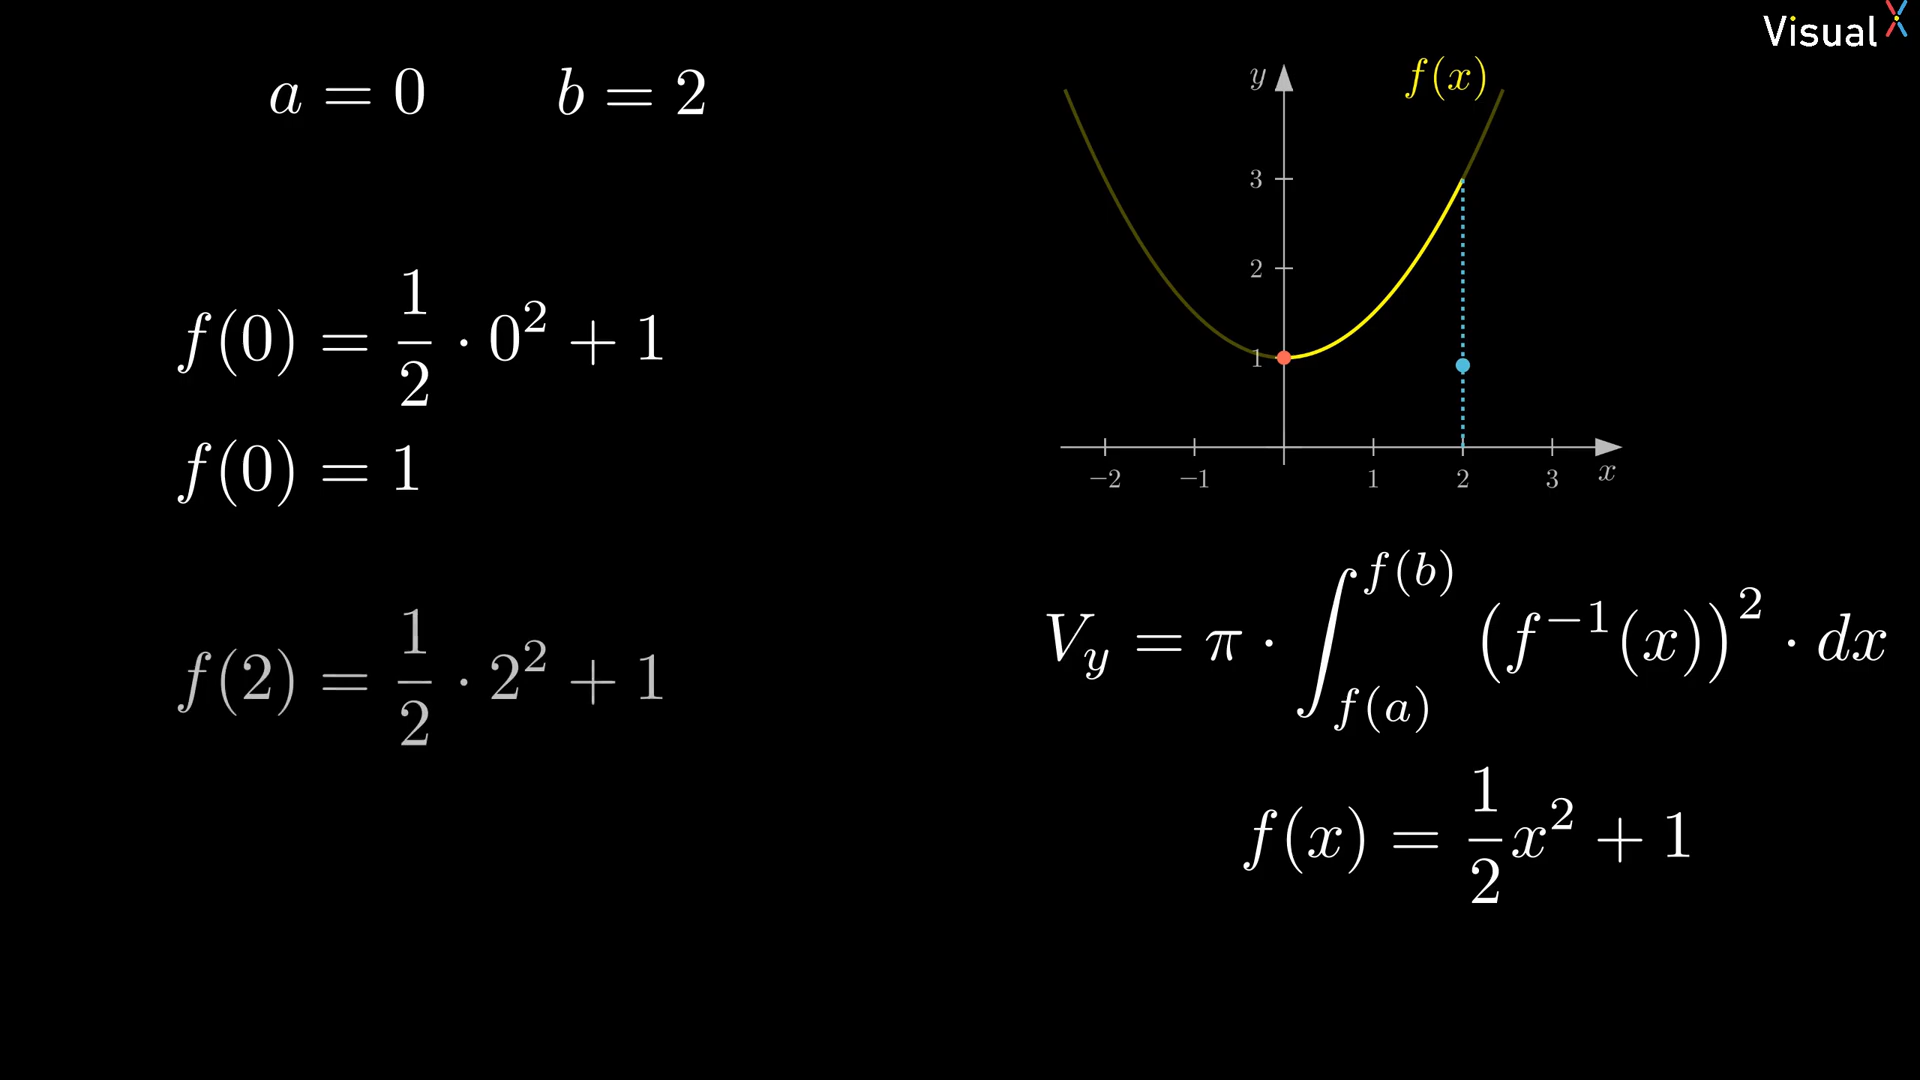 Visual X
a = 0  b = 2
f(0) = 1/2 · 0² + 1
f(0) = 1
f(2) = 1/2 · 2² + 1
y
f(x)
3
2
1
−2 −1 1 2 3 x
V_y = π · ∫_{f(a)}^{f(b)} (f⁻¹(x))² · dx
f(x) = 1/2 x² + 1